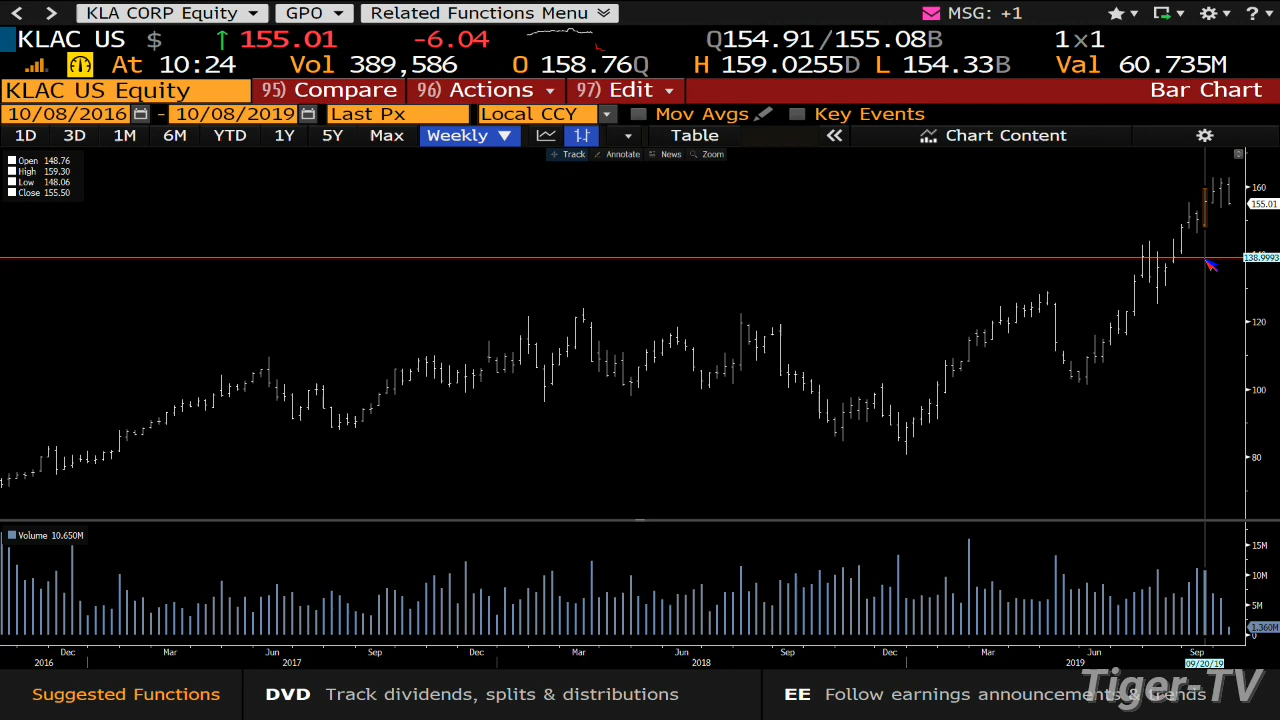 KLA CORP Equity GPO Related Functions Menu MSG: +1 ?
KLAC US $ ↑ 155.01 -6.04 Q154.91/155.08B 1×1
At 10:24 Vol 389,586 O 158.76Q H 159.0255D L 154.33B Val 60.735M
KLAC US Equity 95) Compare 96) Actions 97) Edit Bar Chart
10/08/2016 - 10/08/2019 Last Px Local CCY Mov Avgs Key Events
1D 3D 1M 6M YTD 1Y 5Y Max Weekly ▼ Table « Chart Content
Track Annotate News Zoom
Open 148.76
High 159.30
Low 148.06
Close 155.50
160
155.01
138.9993
120
100
80
Volume 10.650M
15M
10M
5M
1.360M
0
Dec Mar Jun Sep Dec Mar Jun Sep Dec Mar Jun Sep
2016 2017 2018 2019 09/20/19
Suggested Functions DVD Track dividends, splits & distributions EE Follow earnings announcements & trends
Tiger-TV